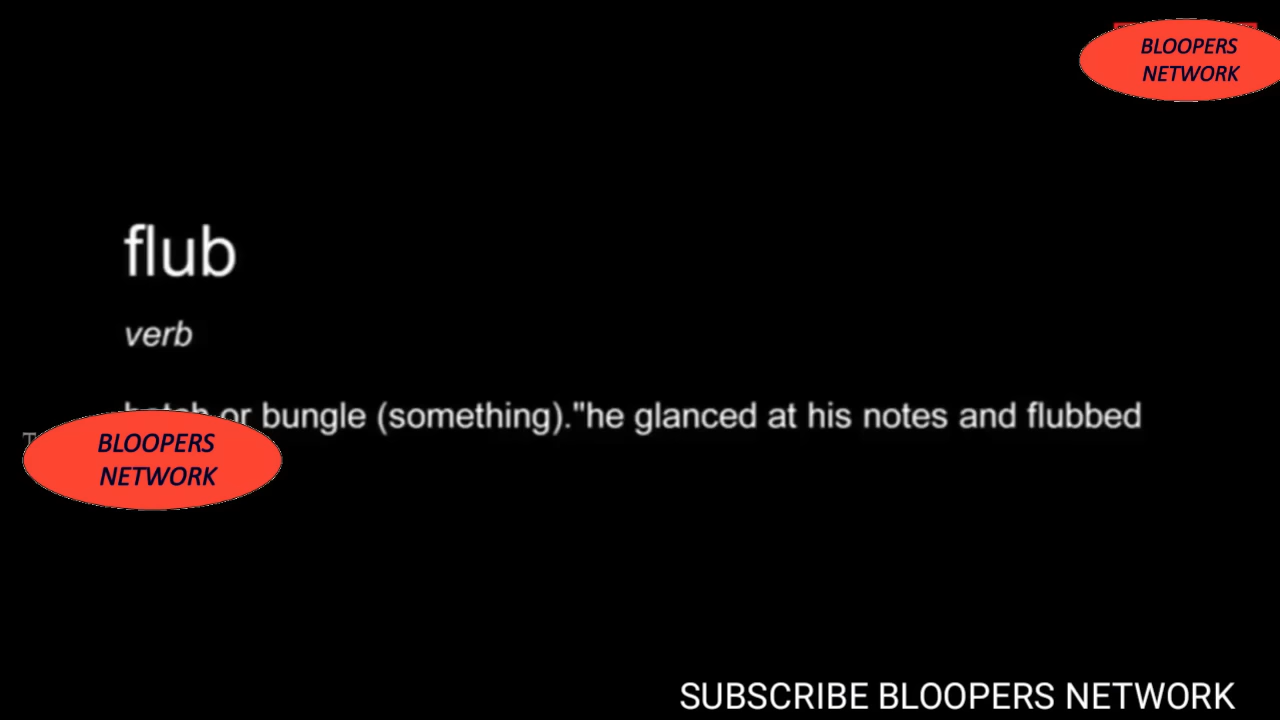 BLOOPERS
NETWORK
flub
verb
botch or bungle (something)."he glanced at his notes and flubbed
BLOOPERS
NETWORK
SUBSCRIBE BLOOPERS NETWORK